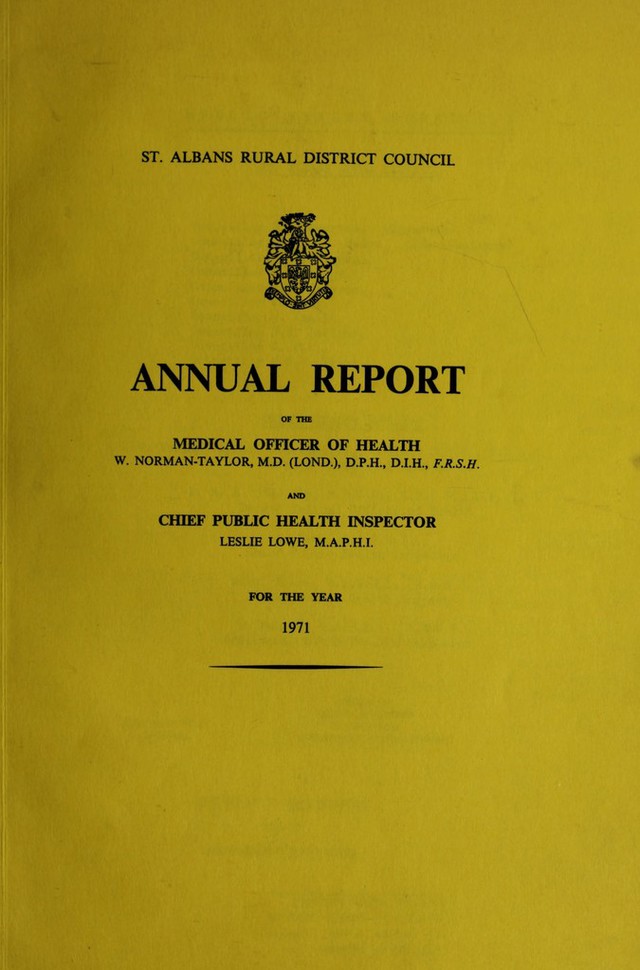 ST. ALBANS RURAL DISTRICT COUNCIL
ANNUAL REPORT
OF THE
MEDICAL OFFICER OF HEALTH
W. NORMAN-TAYLOR, M.D. (LOND.), D.P.H., D.I.H., F.R.S.H.
AND
CHIEF PUBLIC HEALTH INSPECTOR
LESLIE LOWE, M.A.P.H.I.
FOR THE YEAR
1971